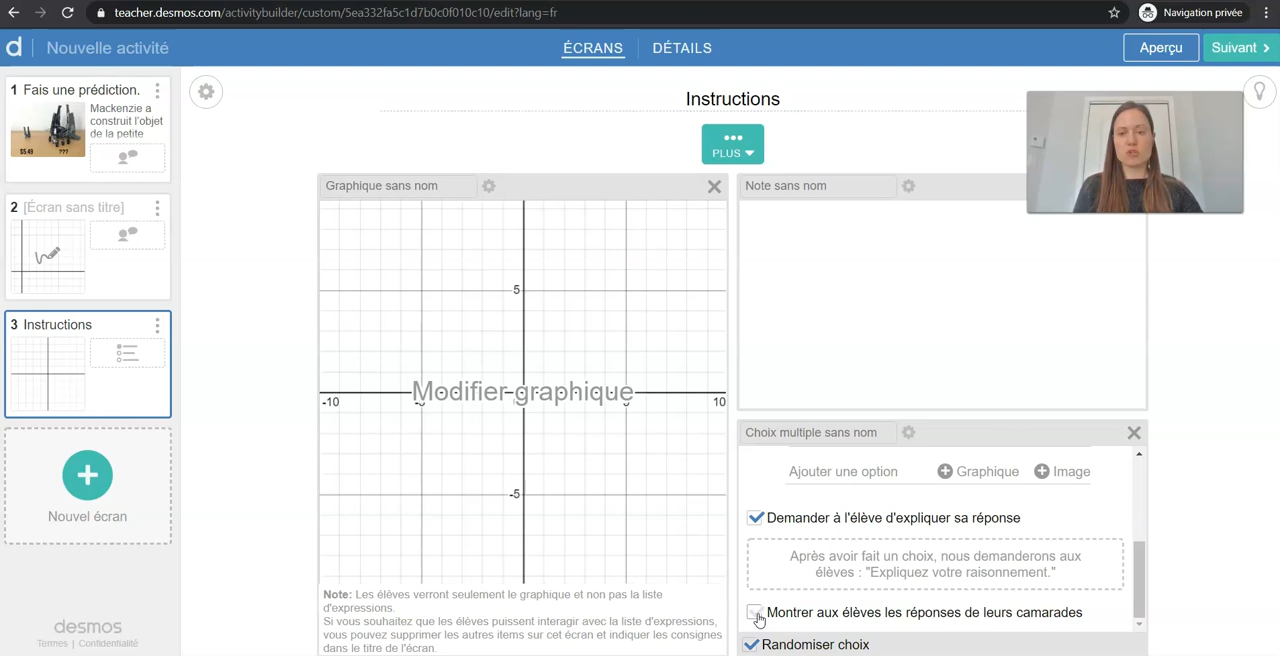 teacher.desmos.com/activitybuilder/custom/5ea332fa5c1d7b0c0f010c10/edit?lang=fr
Navigation privée
d Nouvelle activité
ÉCRANS
DÉTAILS
Aperçu
Suivant
1 Fais une prédiction.
Mackenzie a
construit l'objet
de la petite
$5.49
???
2 [Écran sans titre]
3 Instructions
Nouvel écran
desmos
Termes | Confidentialité
Instructions
PLUS
Graphique sans nom
5
-10
10
Modifier graphique
-5
Note: Les élèves verront seulement le graphique et non pas la liste
d'expressions.
Si vous souhaitez que les élèves puissent interagir avec la liste d'expressions,
vous pouvez supprimer les autres items sur cet écran et indiquer les consignes
dans le titre de l'écran.
Note sans nom
Choix multiple sans nom
Ajouter une option
Graphique
Image
Demander à l'élève d'expliquer sa réponse
Après avoir fait un choix, nous demanderons aux
élèves : "Expliquez votre raisonnement."
Montrer aux élèves les réponses de leurs camarades
Randomiser choix